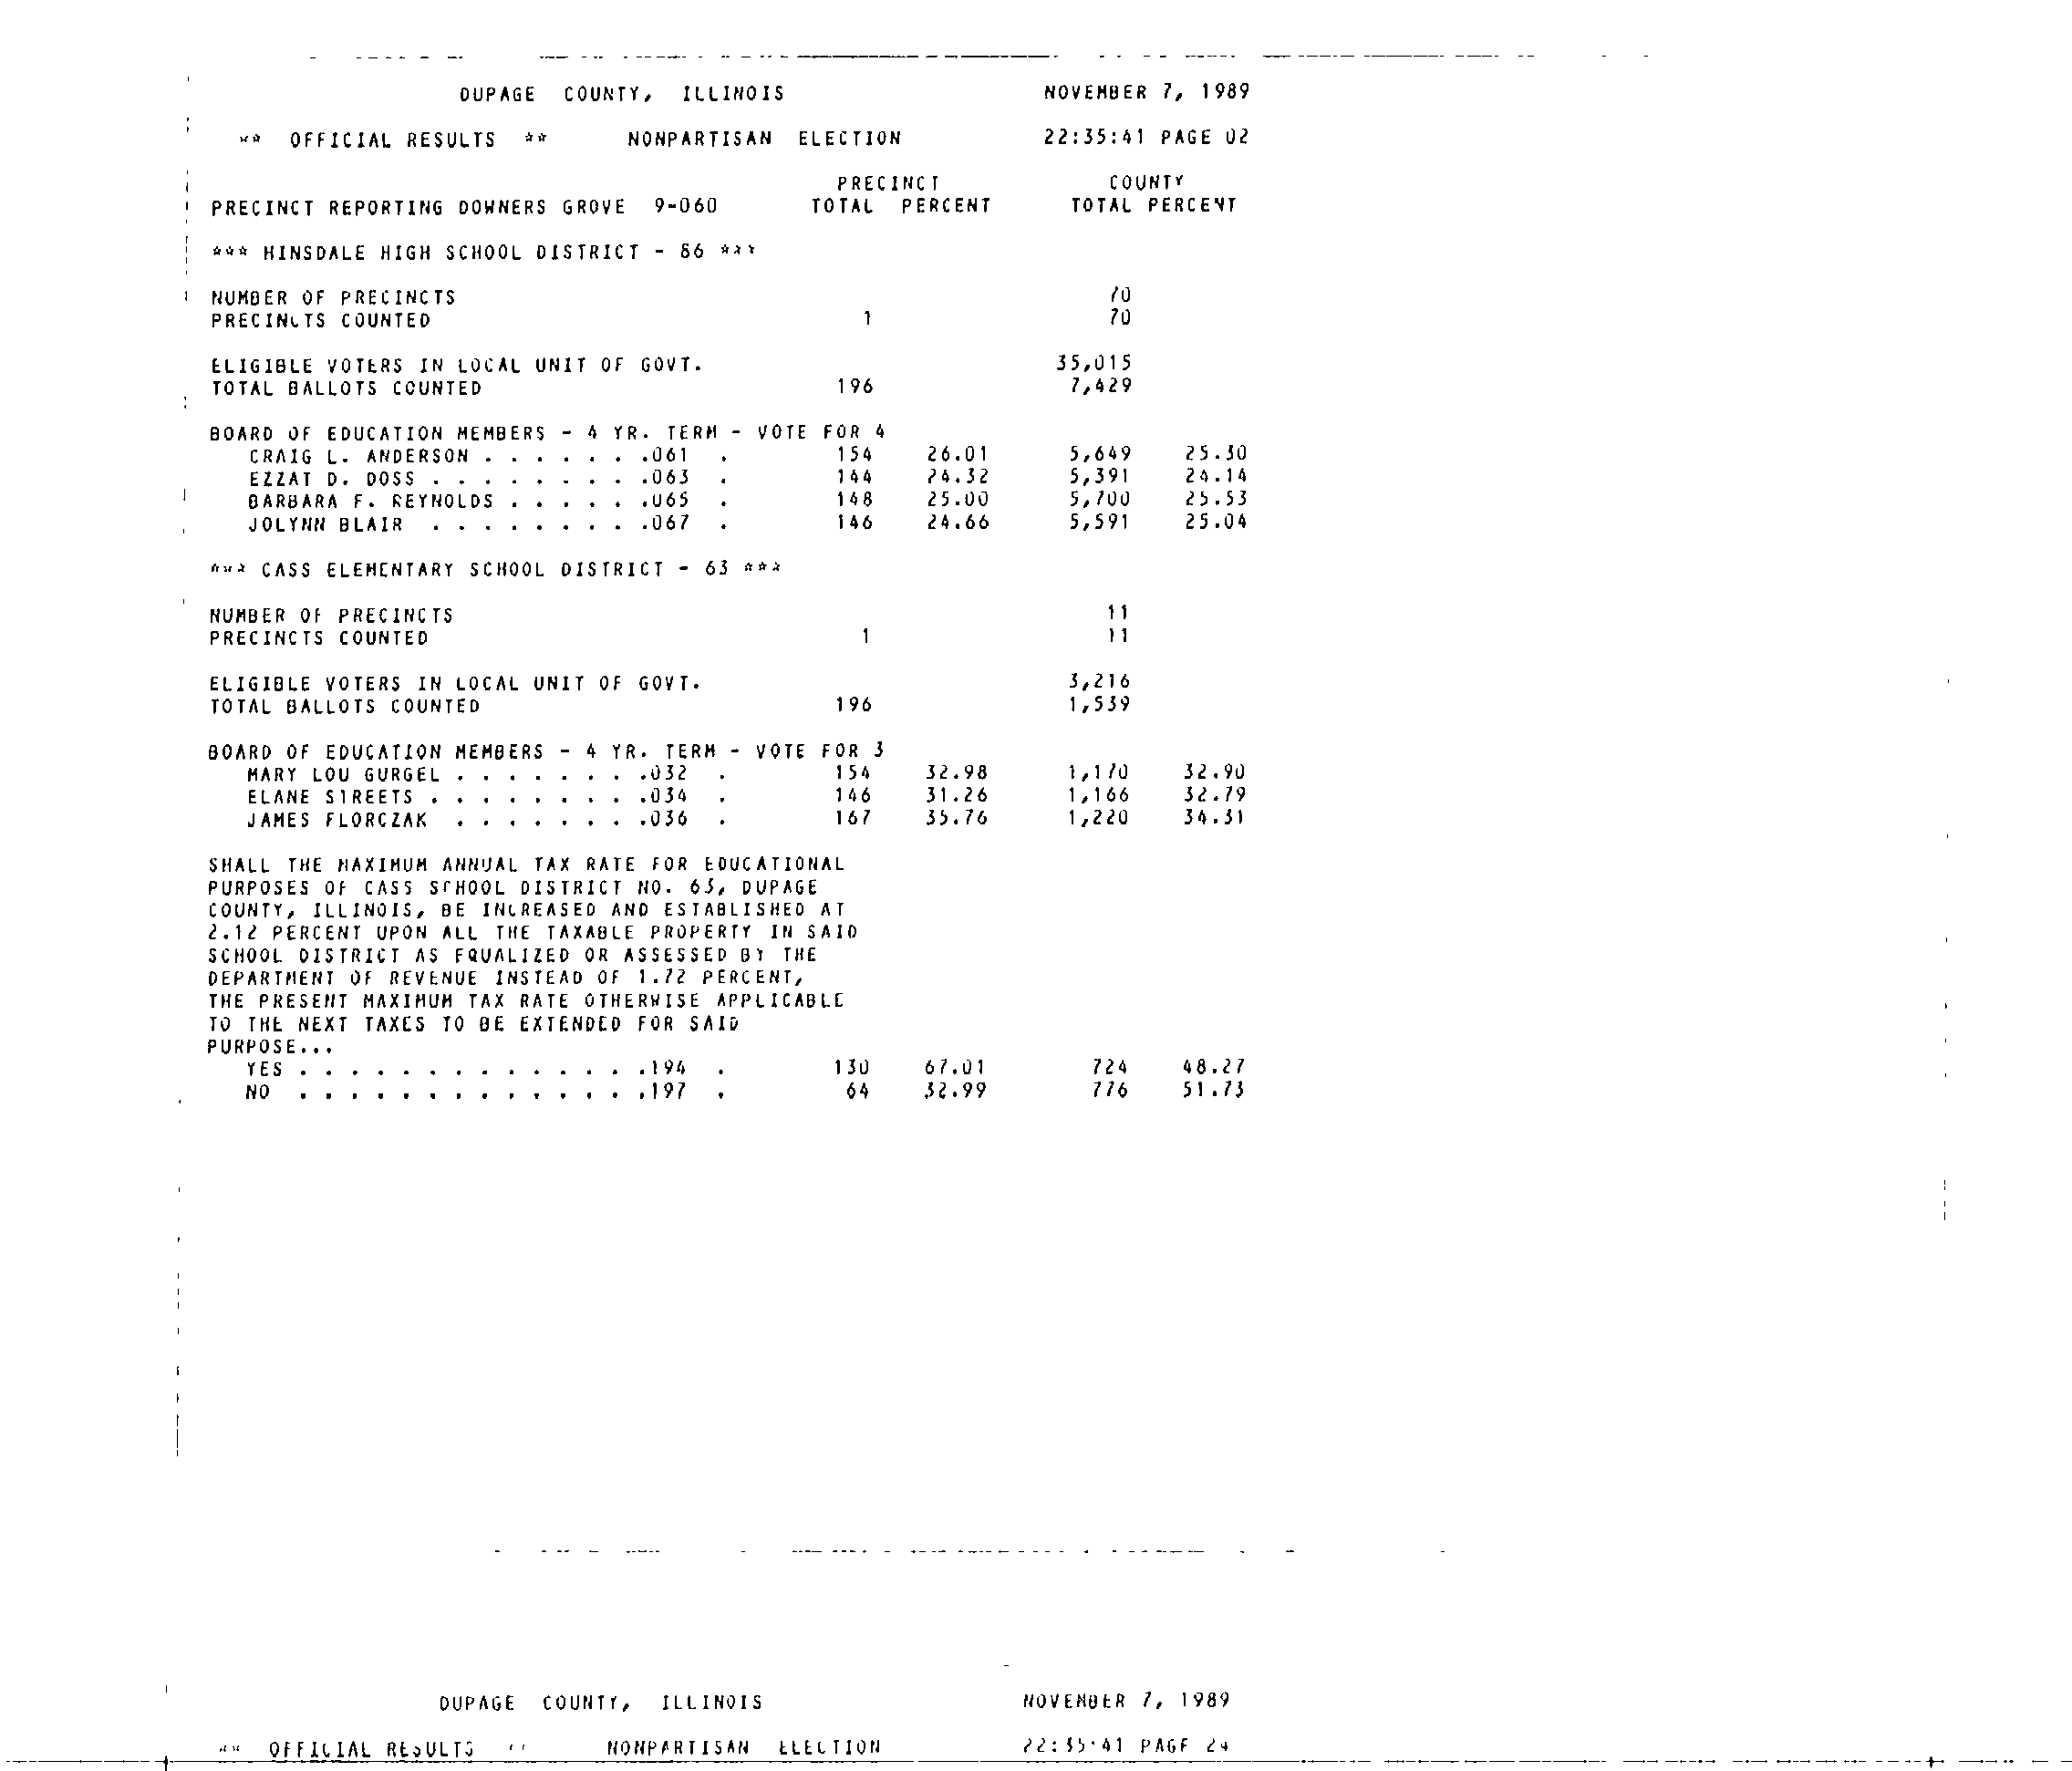 DUPAGE COUNTY, ILLINOIS NOVEMBER 7, 1989
** OFFICIAL RESULTS ** NONPARTISAN ELECTION 22:35:41 PAGE 02
PRECINCT COUNTY
PRECINCT REPORTING DOWNERS GROVE 9-060 TOTAL PERCENT TOTAL PERCENT
*** HINSDALE HIGH SCHOOL DISTRICT - 86 ***
NUMBER OF PRECINCTS 70
PRECINCTS COUNTED 1 70
ELIGIBLE VOTERS IN LOCAL UNIT OF GOVT. 35,015
TOTAL BALLOTS COUNTED 196 7,429
BOARD OF EDUCATION MEMBERS - 4 YR. TERM - VOTE FOR 4
CRAIG L. ANDERSON . . . . . . .061 . 154 26.01 5,649 25.30
EZZAT D. DOSS . . . . . . . . .063 . 144 24.32 5,391 24.14
BARBARA F. REYNOLDS . . . . . .065 . 148 25.00 5,700 25.53
JOLYNN BLAIR . . . . . . . . .067 . 146 24.66 5,591 25.04
*** CASS ELEMENTARY SCHOOL DISTRICT - 63 ***
NUMBER OF PRECINCTS 11
PRECINCTS COUNTED 1 11
ELIGIBLE VOTERS IN LOCAL UNIT OF GOVT. 3,216
TOTAL BALLOTS COUNTED 196 1,539
BOARD OF EDUCATION MEMBERS - 4 YR. TERM - VOTE FOR 3
MARY LOU GURGEL . . . . . . . .032 . 154 32.98 1,170 32.90
ELANE STREETS . . . . . . . . .034 . 146 31.26 1,166 32.79
JAMES FLORCZAK . . . . . . . .036 . 167 35.76 1,220 34.31
SHALL THE MAXIMUM ANNUAL TAX RATE FOR EDUCATIONAL
PURPOSES OF CASS SCHOOL DISTRICT NO. 63, DUPAGE
COUNTY, ILLINOIS, BE INCREASED AND ESTABLISHED AT
2.12 PERCENT UPON ALL THE TAXABLE PROPERTY IN SAID
SCHOOL DISTRICT AS EQUALIZED OR ASSESSED BY THE
DEPARTMENT OF REVENUE INSTEAD OF 1.72 PERCENT,
THE PRESENT MAXIMUM TAX RATE OTHERWISE APPLICABLE
TO THE NEXT TAXES TO BE EXTENDED FOR SAID
PURPOSE...
YES . . . . . . . . . . . . . .194 . 130 67.01 724 48.27
NO . . . . . . . . . . . . . .197 . 64 32.99 776 51.73
DUPAGE COUNTY, ILLINOIS NOVEMBER 7, 1989
** OFFICIAL RESULTS ** NONPARTISAN ELECTION 22:35:41 PAGE 24